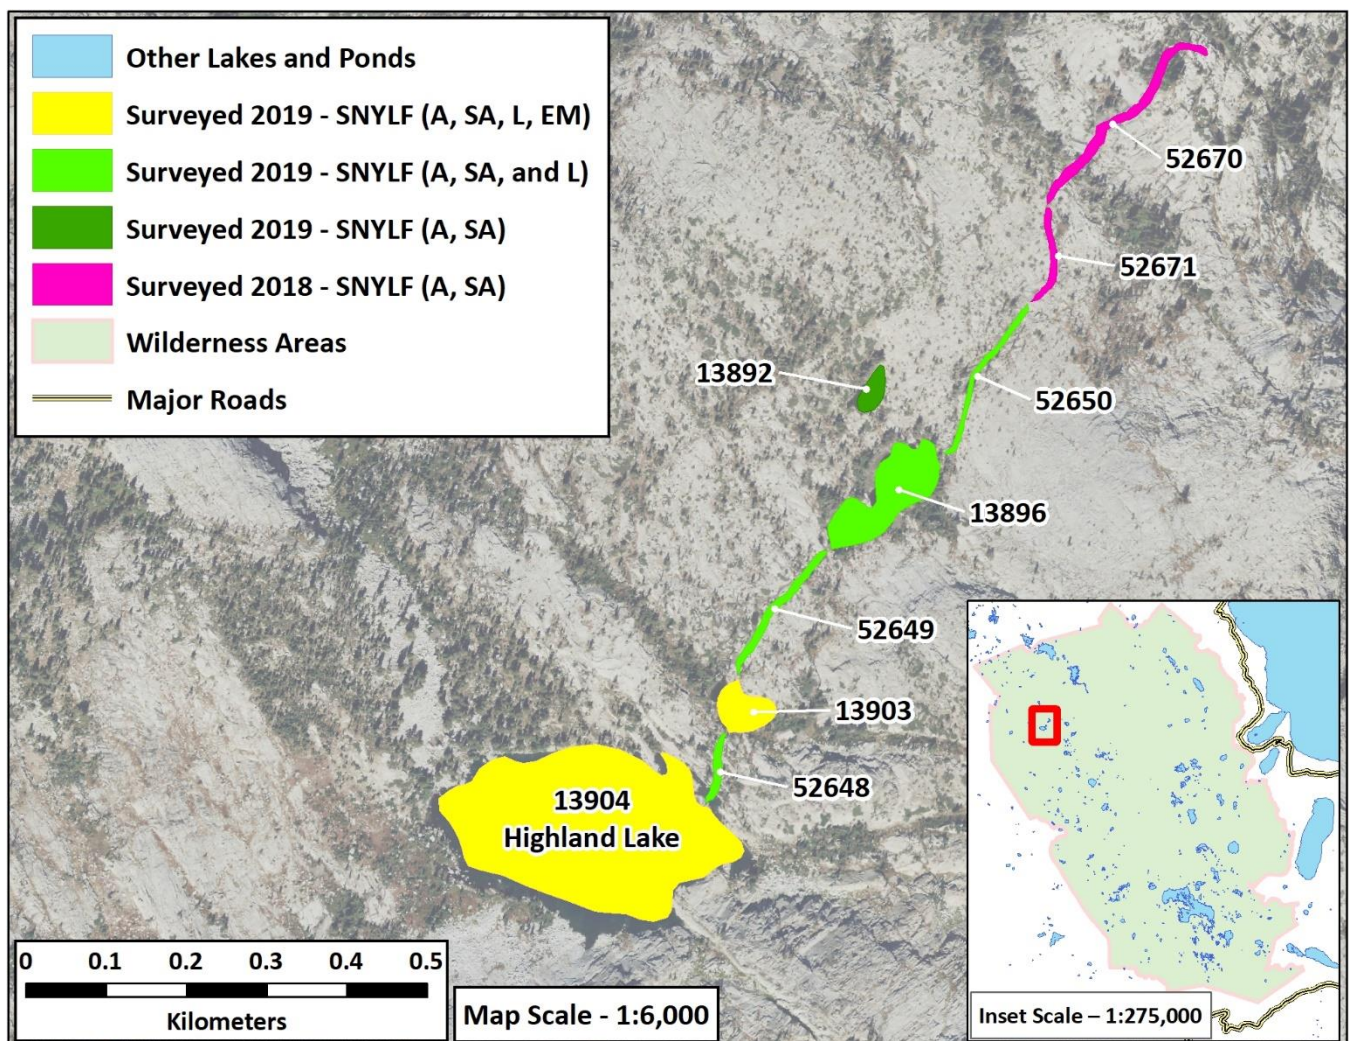 Other Lakes and Ponds
Surveyed 2019 - SNYLF (A, SA, L, EM)
Surveyed 2019 - SNYLF (A, SA, and L)
Surveyed 2019 - SNYLF (A, SA)
Surveyed 2018 - SNYLF (A, SA)
Wilderness Areas
Major Roads
52670
52671
13892
52650
13896
52649
13903
52648
13904
Highland Lake
0 0.1 0.2 0.3 0.4 0.5
Kilometers
Map Scale - 1:6,000
Inset Scale – 1:275,000